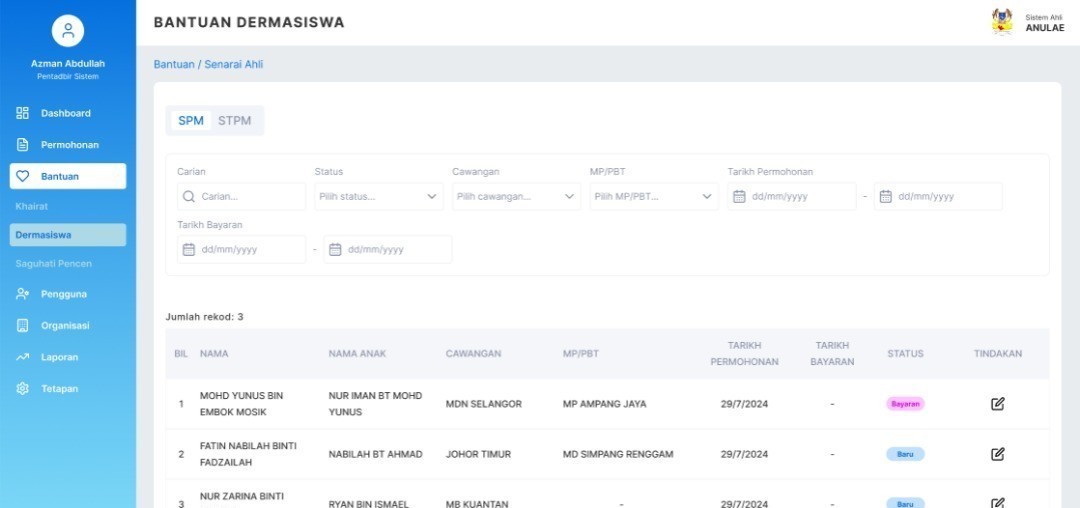 BANTUAN DERMASISWA
Sistem Ahli
ANULAE
Azman Abdullah
Pentadbir Sistem
Dashboard
Permohonan
Bantuan
Khairat
Dermasiswa
Saguhati Pencen
Pengguna
Organisasi
Laporan
Tetapan
Bantuan / Senarai Ahli
SPM STPM
Carian Status Cawangan MP/PBT Tarikh Permohonan
Carian... Pilih status... Pilih cawangan... Pilih MP/PBT... dd/mm/yyyy - dd/mm/yyyy
Tarikh Bayaran
dd/mm/yyyy - dd/mm/yyyy
Jumlah rekod: 3
BIL NAMA NAMA ANAK CAWANGAN MP/PBT TARIKH PERMOHONAN TARIKH BAYARAN STATUS TINDAKAN
1 MOHD YUNUS BIN EMBOK MOSIK NUR IMAN BT MOHD YUNUS MDN SELANGOR MP AMPANG JAYA 29/7/2024 - Bayaran
2 FATIN NABILAH BINTI FADZAILAH NABILAH BT AHMAD JOHOR TIMUR MD SIMPANG RENGGAM 29/7/2024 - Baru
3 NUR ZARINA BINTI RYAN BIN ISMAEL MB KUANTAN - 29/7/2024 - Baru